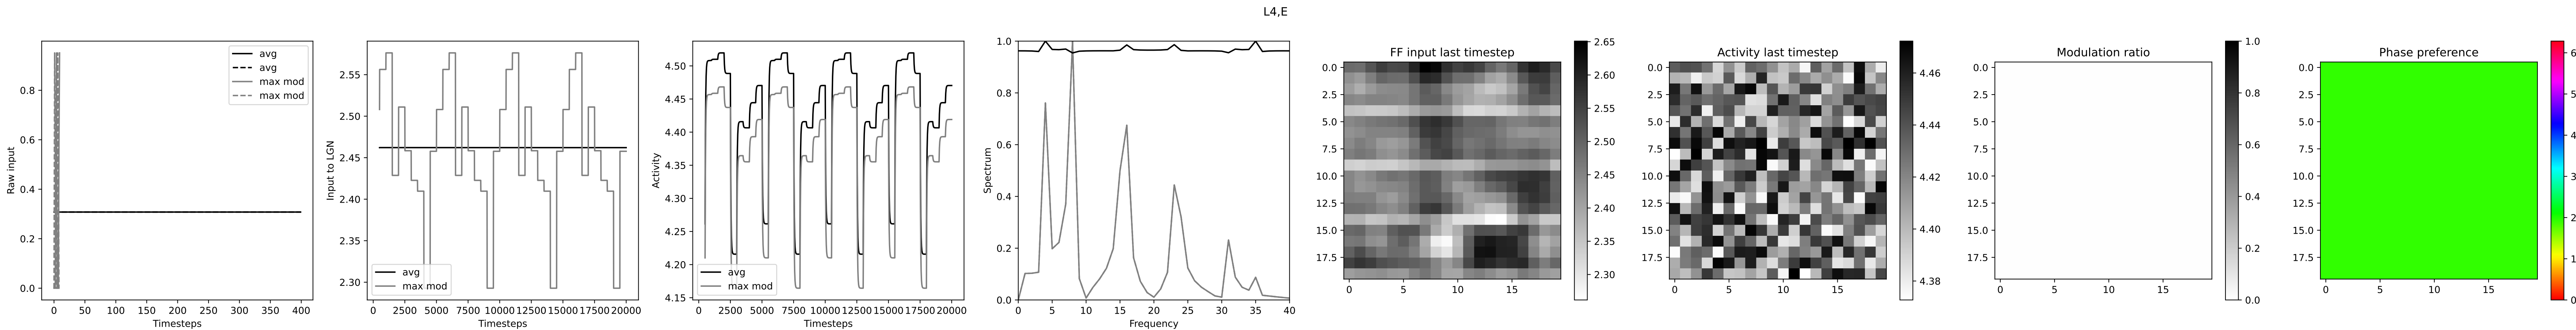 L4,E
avg
avg
max mod
max mod
0.8
0.6
0.4
0.2
0.0
Raw input
0 50 100 150 200 250 300 350 400
Timesteps
2.55
2.50
2.45
2.40
2.35
2.30
Input to LGN
avg
max mod
0 2500 5000 7500 10000 12500 15000 17500 20000
Timesteps
4.50
4.45
4.40
4.35
4.30
4.25
4.20
4.15
Activity
avg
max mod
0 2500 5000 7500 10000 12500 15000 17500 20000
Timesteps
1.0
0.8
0.6
0.4
0.2
0.0
Spectrum
0 5 10 15 20 25 30 35 40
Frequency
FF input last timestep
0.0
2.5
5.0
7.5
10.0
12.5
15.0
17.5
0 5 10 15
2.65
2.60
2.55
2.50
2.45
2.40
2.35
2.30
Activity last timestep
0.0
2.5
5.0
7.5
10.0
12.5
15.0
17.5
0 5 10 15
4.46
4.44
4.42
4.40
4.38
Modulation ratio
0.0
2.5
5.0
7.5
10.0
12.5
15.0
17.5
0 5 10 15
1.0
0.8
0.6
0.4
0.2
0.0
Phase preference
0.0
2.5
5.0
7.5
10.0
12.5
15.0
17.5
0 5 10 15
6
5
4
3
2
1
0